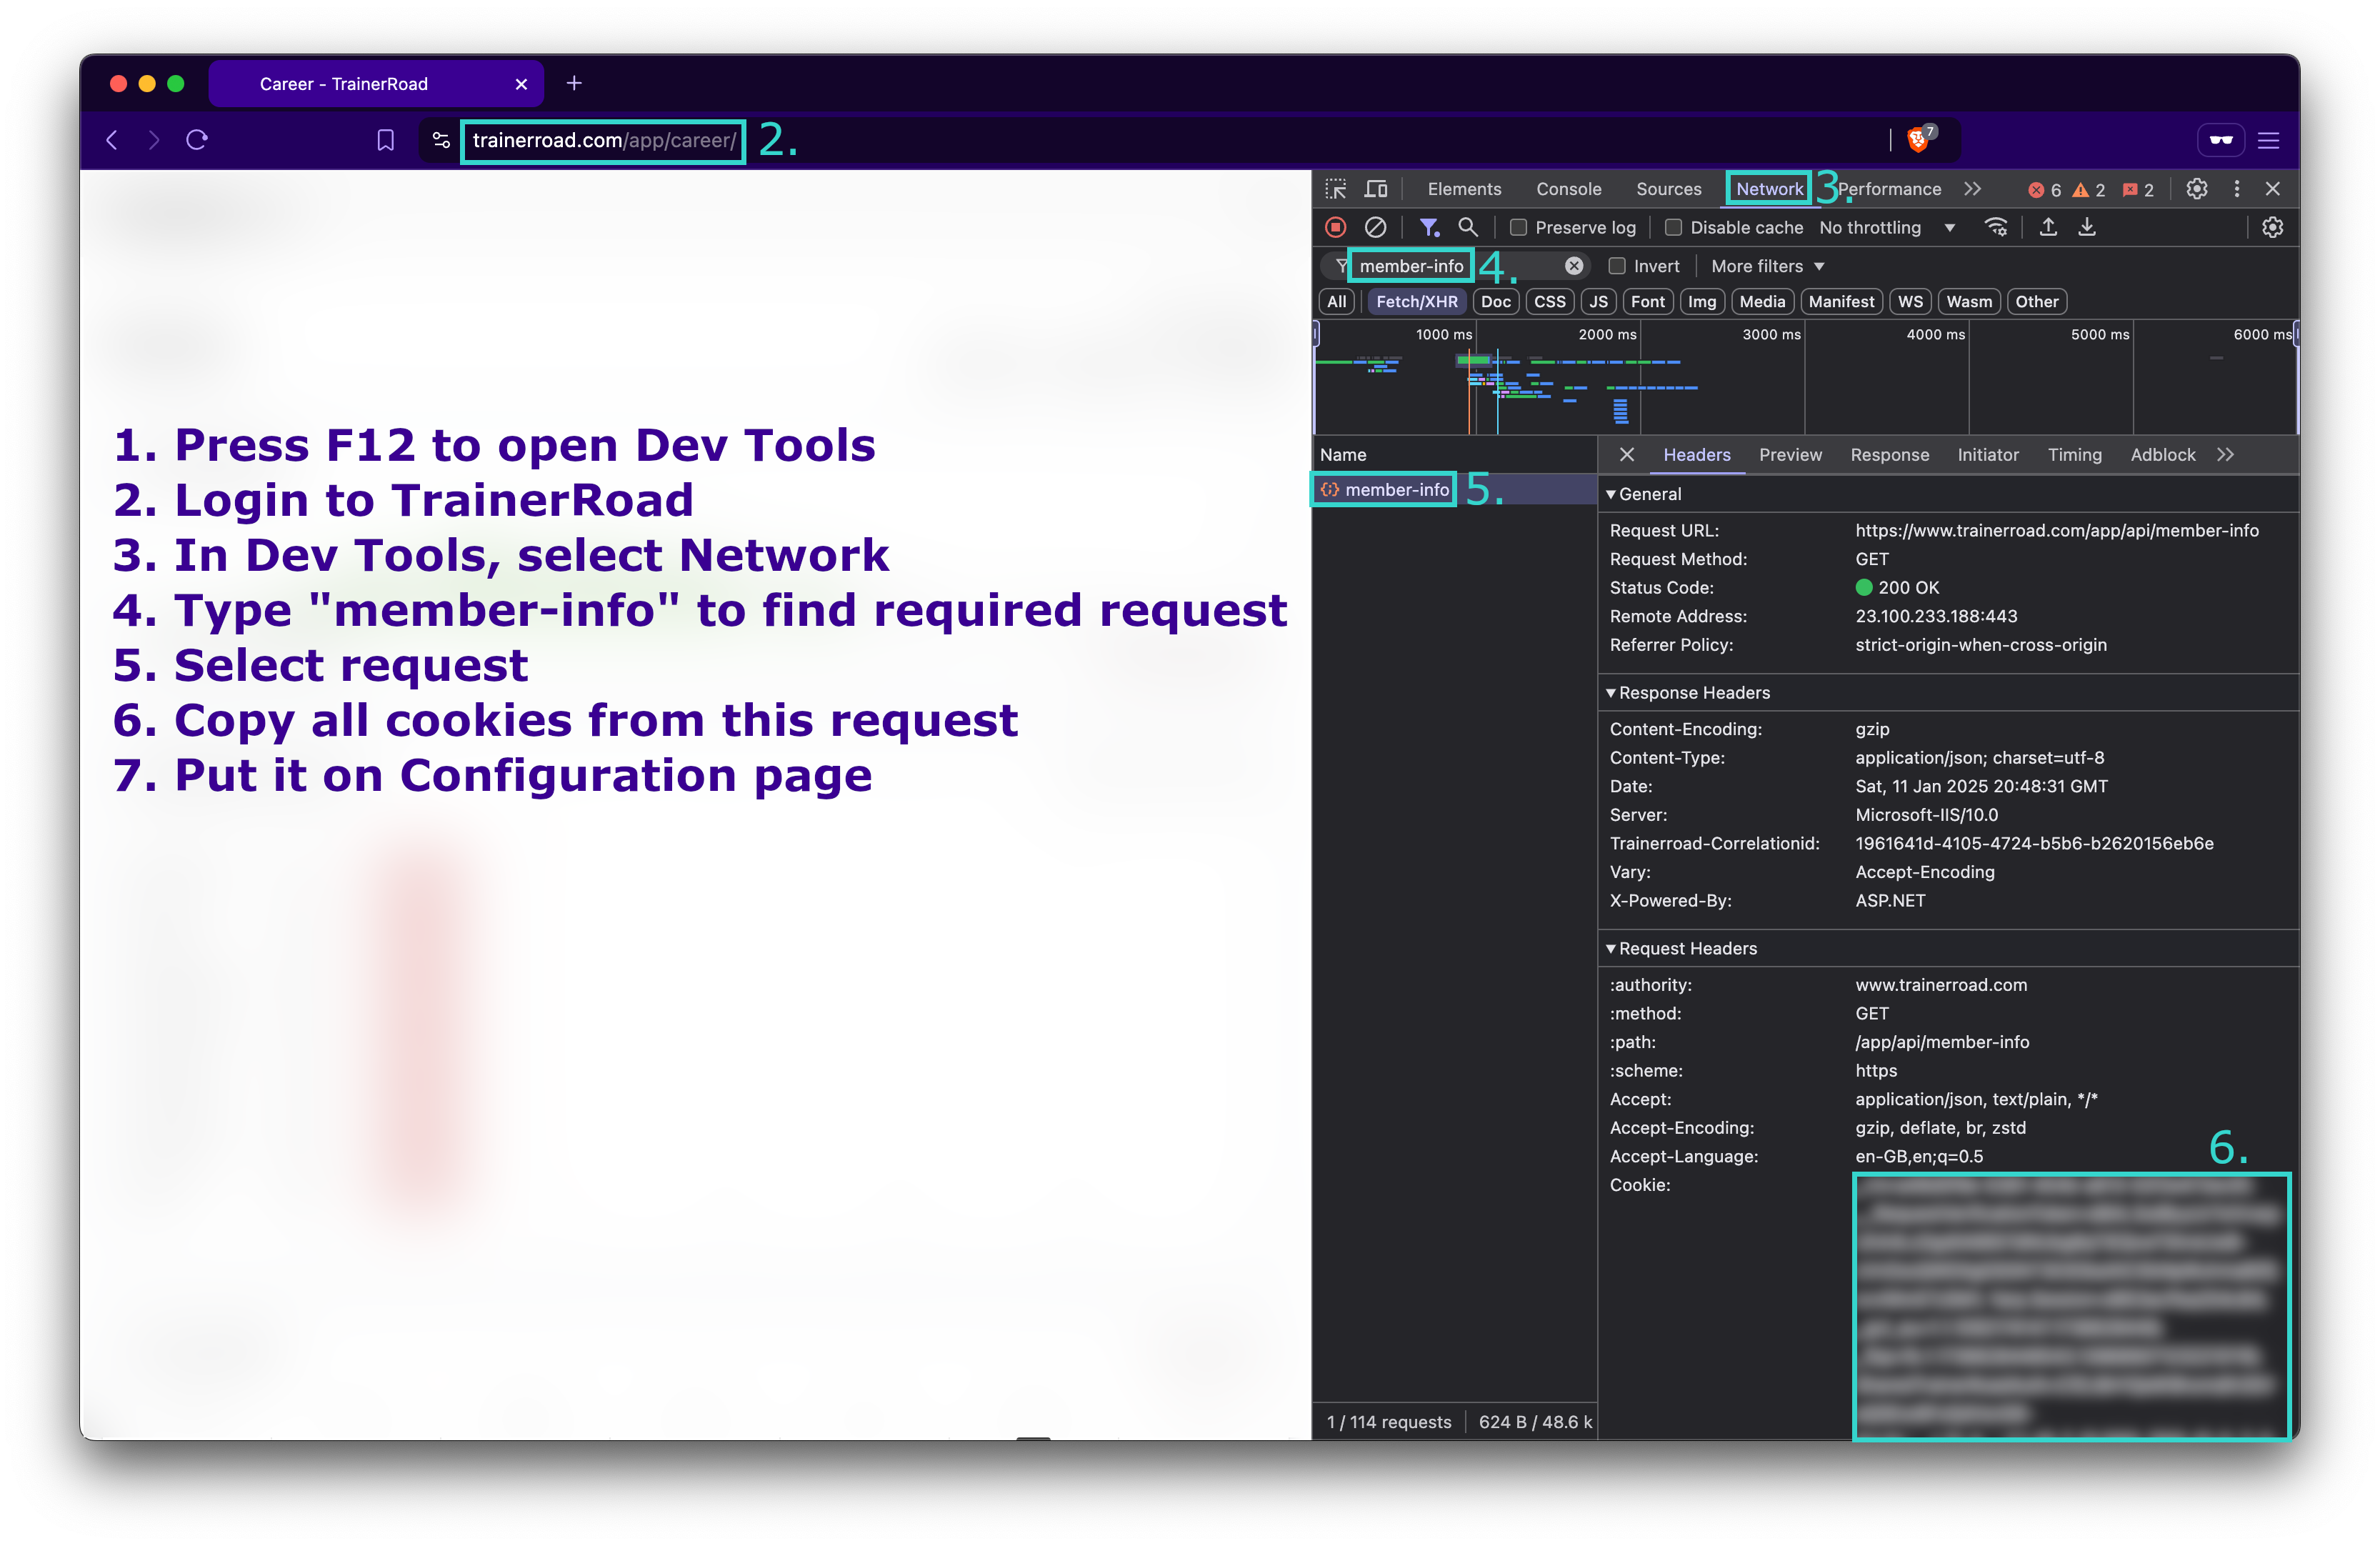 Career - TrainerRoad
trainerroad.com/app/career/ 2.
7
Elements Console Sources Network 3. Performance 6 2 2
Preserve log Disable cache No throttling
member-info 4. Invert More filters
All Fetch/XHR Doc CSS JS Font Img Media Manifest WS Wasm Other
1000 ms 2000 ms 3000 ms 4000 ms 5000 ms 6000 ms
1. Press F12 to open Dev Tools
2. Login to TrainerRoad
3. In Dev Tools, select Network
4. Type "member-info" to find required request
5. Select request
6. Copy all cookies from this request
7. Put it on Configuration page
Name
member-info 5.
1 / 114 requests 624 B / 48.6 k
Headers Preview Response Initiator Timing Adblock
General
Request URL: https://www.trainerroad.com/app/api/member-info
Request Method: GET
Status Code: 200 OK
Remote Address: 23.100.233.188:443
Referrer Policy: strict-origin-when-cross-origin
Response Headers
Content-Encoding: gzip
Content-Type: application/json; charset=utf-8
Date: Sat, 11 Jan 2025 20:48:31 GMT
Server: Microsoft-IIS/10.0
Trainerroad-Correlationid: 1961641d-4105-4724-b5b6-b2620156eb6e
Vary: Accept-Encoding
X-Powered-By: ASP.NET
Request Headers
:authority: www.trainerroad.com
:method: GET
:path: /app/api/member-info
:scheme: https
Accept: application/json, text/plain, */*
Accept-Encoding: gzip, deflate, br, zstd
Accept-Language: en-GB,en;q=0.5
6.
Cookie: